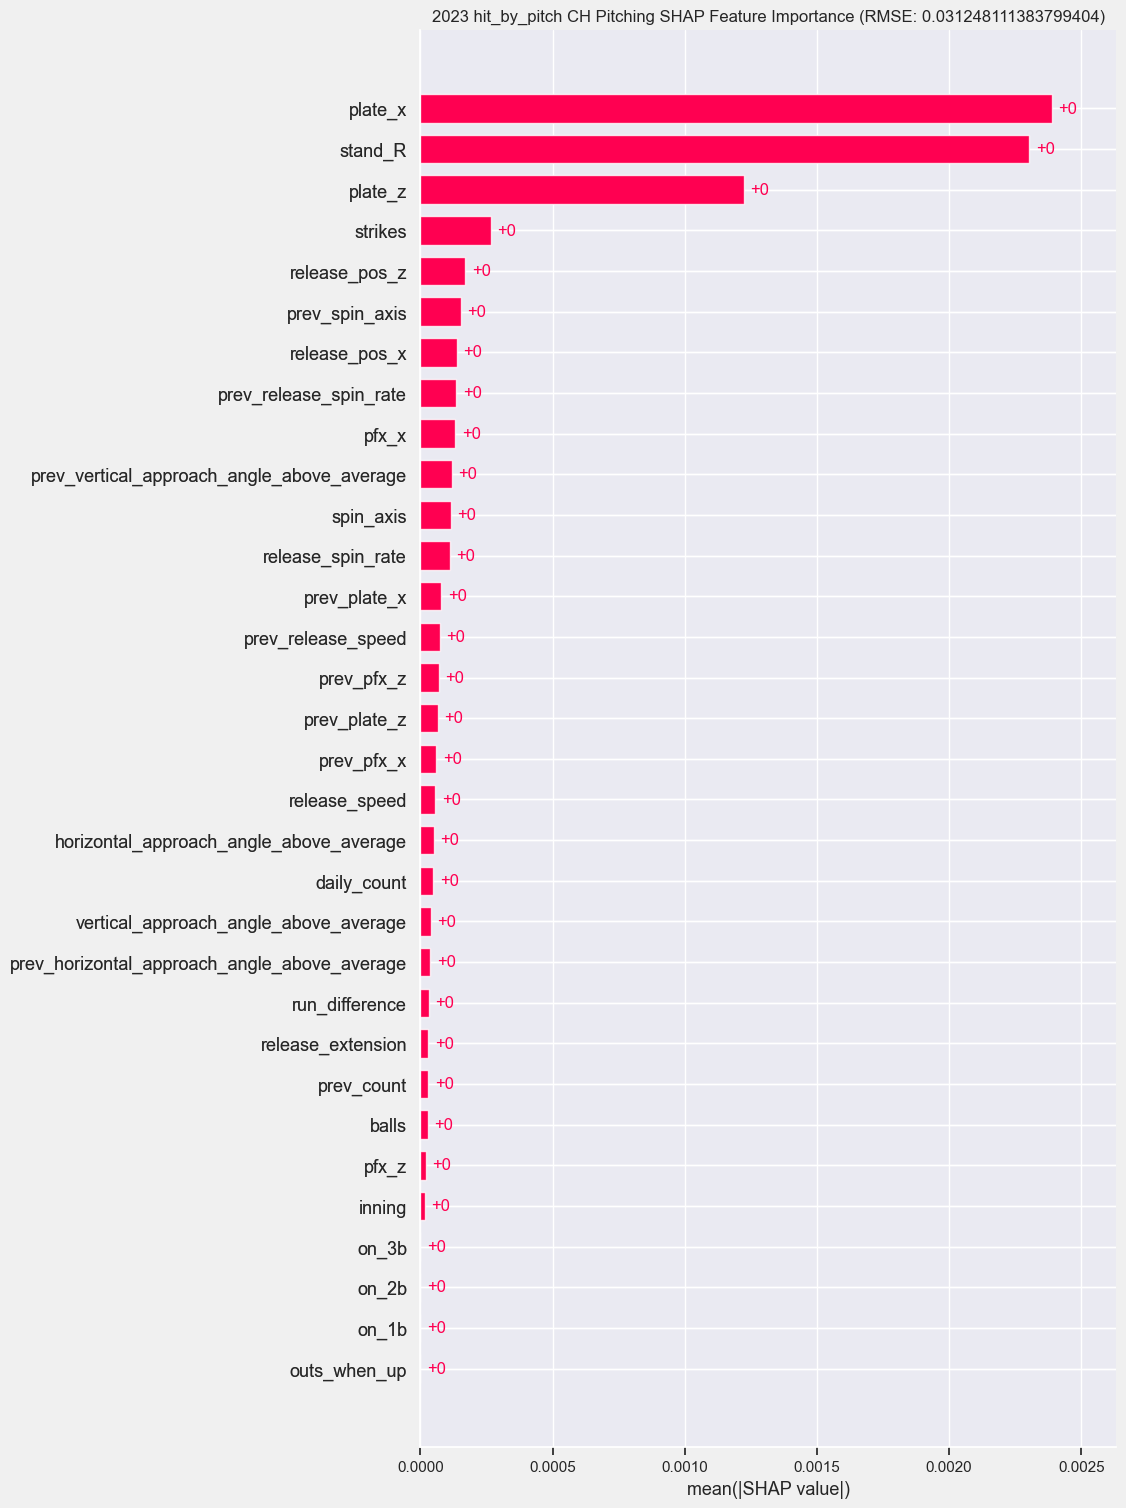 2023 hit_by_pitch CH Pitching SHAP Feature Importance (RMSE: 0.031248111383799404)
plate_x +0
stand_R +0
plate_z +0
strikes +0
release_pos_z +0
prev_spin_axis +0
release_pos_x +0
prev_release_spin_rate +0
pfx_x +0
prev_vertical_approach_angle_above_average +0
spin_axis +0
release_spin_rate +0
prev_plate_x +0
prev_release_speed +0
prev_pfx_z +0
prev_plate_z +0
prev_pfx_x +0
release_speed +0
horizontal_approach_angle_above_average +0
daily_count +0
vertical_approach_angle_above_average +0
prev_horizontal_approach_angle_above_average +0
run_difference +0
release_extension +0
prev_count +0
balls +0
pfx_z +0
inning +0
on_3b +0
on_2b +0
on_1b +0
outs_when_up +0
0.0000 0.0005 0.0010 0.0015 0.0020 0.0025
mean(|SHAP value|)